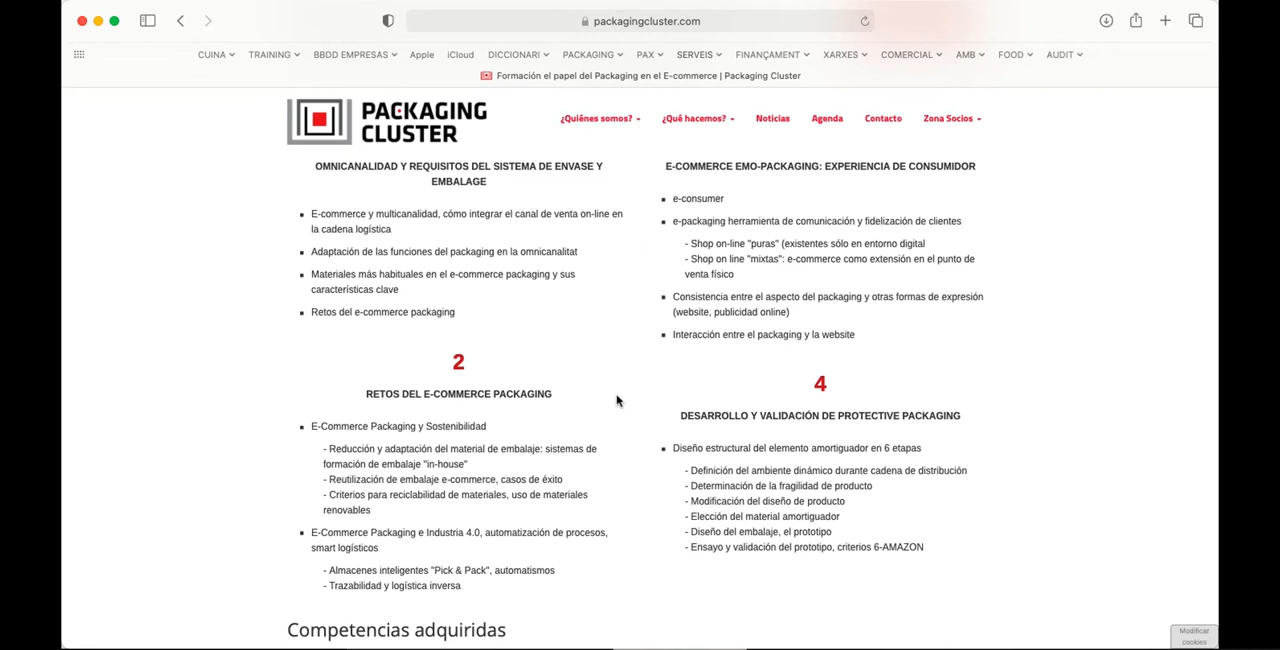 packagingcluster.com
CUINA TRAINING BBDD EMPRESAS Apple iCloud DICCIONARI PACKAGING PAX SERVEIS FINANÇAMENT XARXES COMERCIAL AMB FOOD AUDIT
Formación el papel del Packaging en el E-commerce | Packaging Cluster
PACKAGING
CLUSTER
¿Quiénes somos? ¿Qué hacemos? Noticias Agenda Contacto Zona Socios
OMNICANALIDAD Y REQUISITOS DEL SISTEMA DE ENVASE Y
EMBALAGE
▪ E-commerce y multicanalidad, cómo integrar el canal de venta on-line en
la cadena logística
▪ Adaptación de las funciones del packaging en la omnicanalitat
▪ Materiales más habituales en el e-commerce packaging y sus
características clave
▪ Retos del e-commerce packaging
2
RETOS DEL E-COMMERCE PACKAGING
▪ E-Commerce Packaging y Sostenibilidad
- Reducción y adaptación del material de embalaje: sistemas de
formación de embalaje "in-house"
- Reutilización de embalaje e-commerce, casos de éxito
- Criterios para reciclabilidad de materiales, uso de materiales
renovables
▪ E-Commerce Packaging e Industria 4.0, automatización de procesos,
smart logísticos
- Almacenes inteligentes "Pick & Pack", automatismos
- Trazabilidad y logística inversa
E-COMMERCE EMO-PACKAGING: EXPERIENCIA DE CONSUMIDOR
▪ e-consumer
▪ e-packaging herramienta de comunicación y fidelización de clientes
- Shop on-line "puras" (existentes sólo en entorno digital
- Shop on line "mixtas": e-commerce como extensión en el punto de
venta físico
▪ Consistencia entre el aspecto del packaging y otras formas de expresión
(website, publicidad online)
▪ Interacción entre el packaging y la website
4
DESARROLLO Y VALIDACIÓN DE PROTECTIVE PACKAGING
▪ Diseño estructural del elemento amortiguador en 6 etapas
- Definición del ambiente dinámico durante cadena de distribución
- Determinación de la fragilidad de producto
- Modificación del diseño de producto
- Elección del material amortiguador
- Diseño del embalaje, el prototipo
- Ensayo y validación del prototipo, criterios 6-AMAZON
Competencias adquiridas
Modificar
cookies